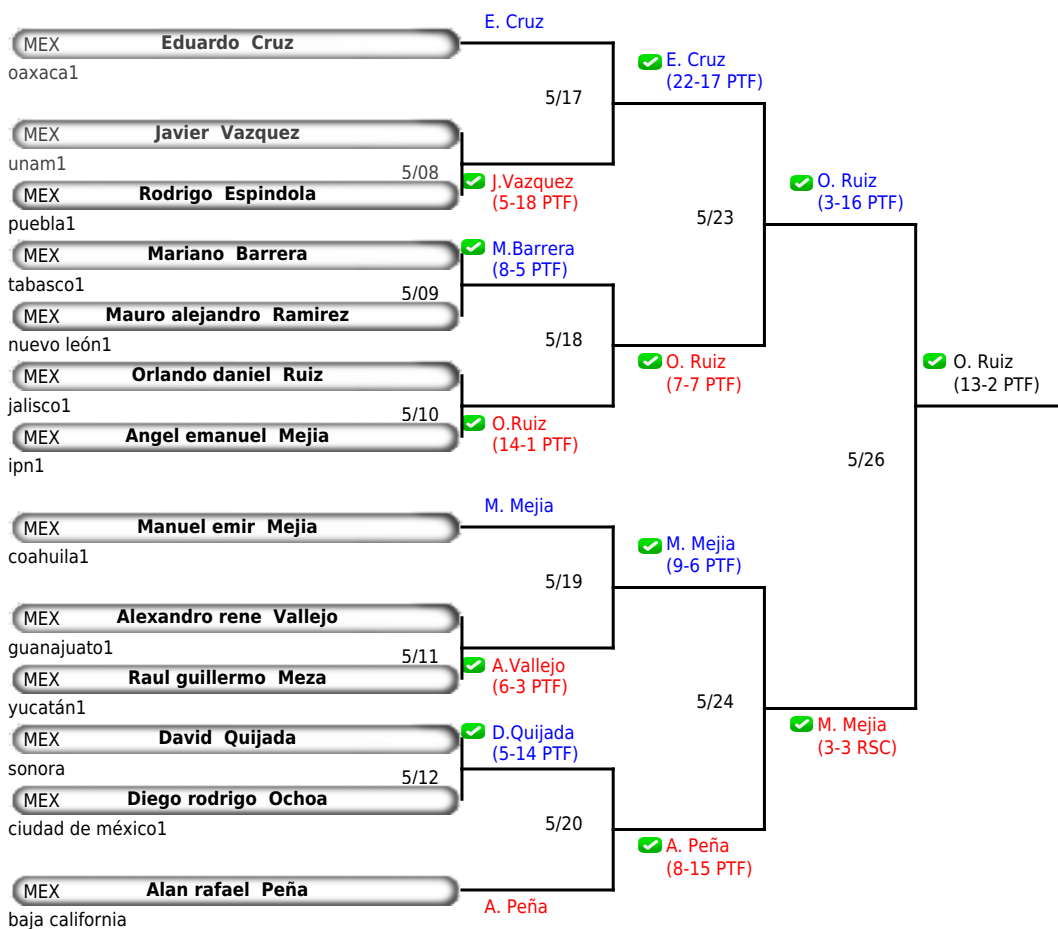 E. Cruz
MEX Eduardo Cruz
oaxaca1
E. Cruz
(22-17 PTF)
5/17
MEX Javier Vazquez
unam1
5/08
J.Vazquez
(5-18 PTF)
MEX Rodrigo Espindola
puebla1
O. Ruiz
(3-16 PTF)
5/23
MEX Mariano Barrera
tabasco1
M.Barrera
(8-5 PTF)
5/09
MEX Mauro alejandro Ramirez
nuevo león1
5/18
O. Ruiz
(7-7 PTF)
MEX Orlando daniel Ruiz
jalisco1
5/10
O.Ruiz
(14-1 PTF)
MEX Angel emanuel Mejia
ipn1
O. Ruiz
(13-2 PTF)
5/26
M. Mejia
MEX Manuel emir Mejia
coahuila1
M. Mejia
(9-6 PTF)
5/19
MEX Alexandro rene Vallejo
guanajuato1
5/11
A.Vallejo
(6-3 PTF)
MEX Raul guillermo Meza
yucatán1
5/24
M. Mejia
(3-3 RSC)
MEX David Quijada
sonora
D.Quijada
(5-14 PTF)
5/12
MEX Diego rodrigo Ochoa
ciudad de méxico1
5/20
A. Peña
(8-15 PTF)
MEX Alan rafael Peña
baja california
A. Peña